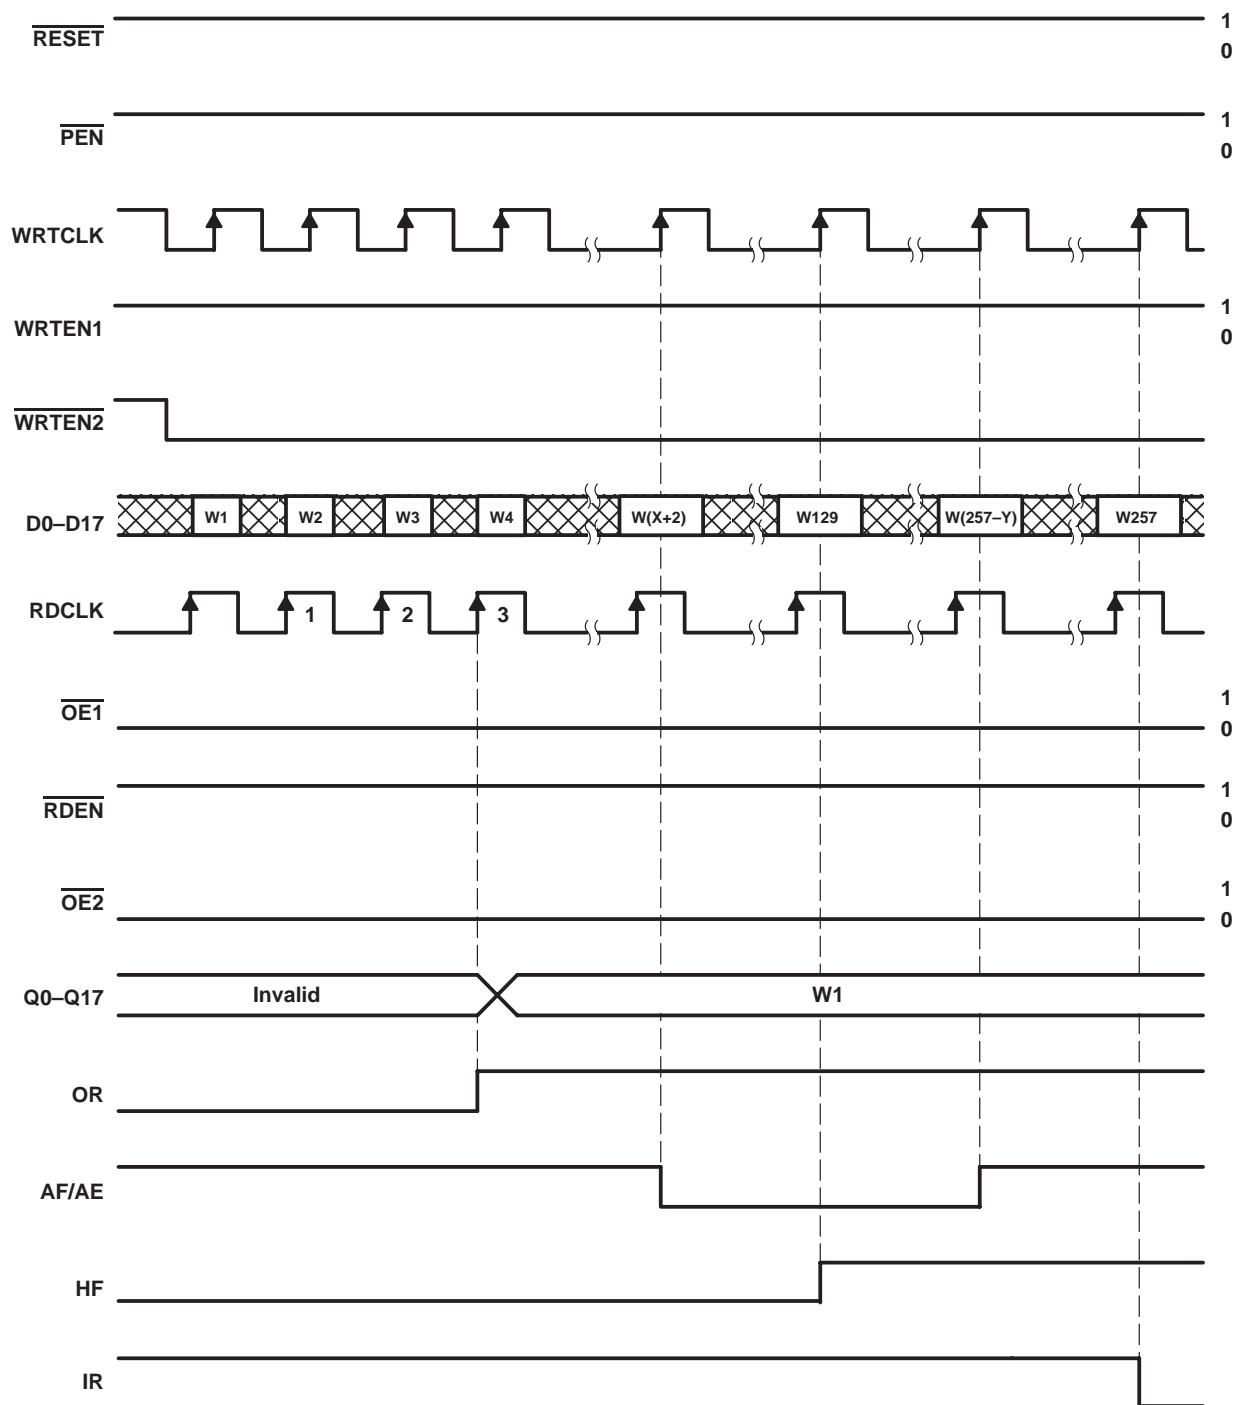 RESET 1
0
PEN 1
0
WRTCLK
WRTEN1 1
0
WRTEN2
D0–D17 W1 W2 W3 W4 W(X+2) W129 W(257–Y) W257
RDCLK 1 2 3
OE1 1
0
RDEN 1
0
OE2 1
0
Q0–Q17 Invalid W1
OR
AF/AE
HF
IR